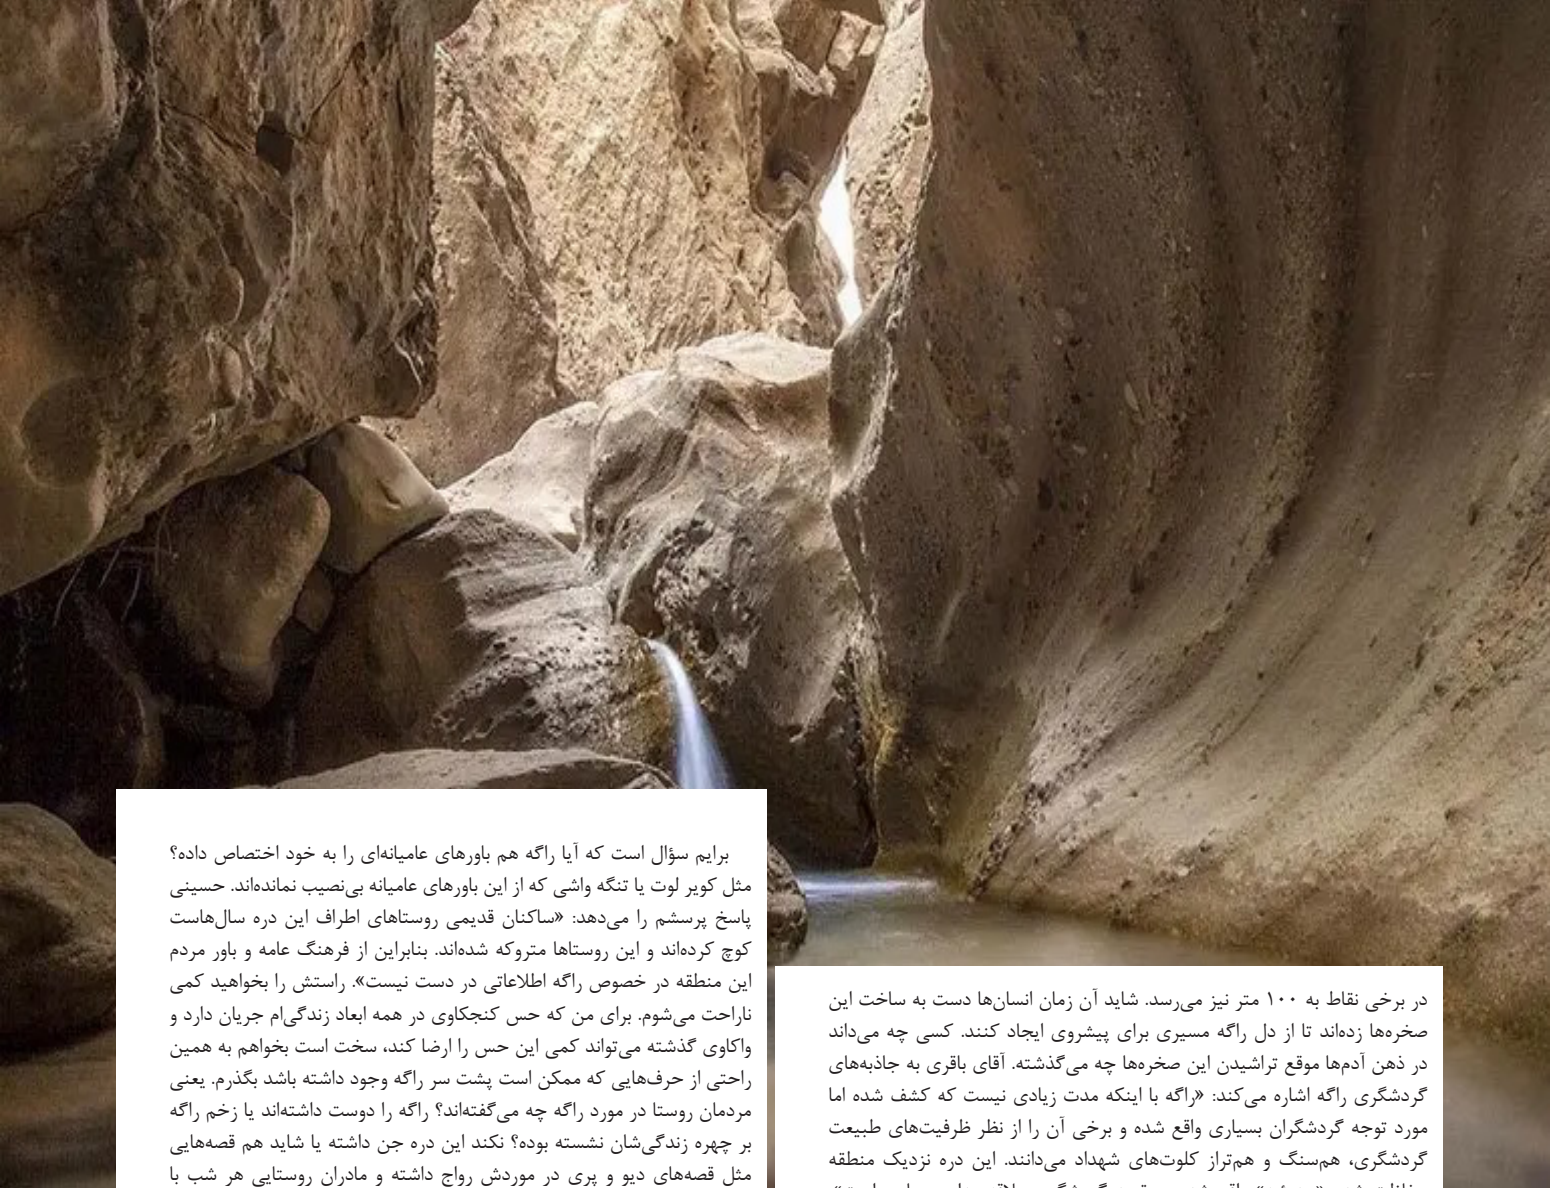 در برخی نقاط به ۱۰۰ متر نیز می‌رسد. شاید آن زمان انسان‌ها دست به ساخت این
صخره‌ها زده‌اند تا از دل راگه مسیری برای پیشروی ایجاد کنند. کسی چه می‌داند
در ذهن آدم‌ها موقع تراشیدن این صخره‌ها چه می‌گذشته. آقای باقری به جاذبه‌های
گردشگری راگه اشاره می‌کند: «راگه با اینکه مدت زیادی نیست که کشف شده اما
مورد توجه گردشگران بسیاری واقع شده و برخی آن را از نظر ظرفیت‌های طبیعت
گردشگری، هم‌سنگ و هم‌تراز کلوت‌های شهداد می‌دانند. این دره نزدیک منطقه
برایم سؤال است که آیا راگه هم باورهای عامیانه‌ای را به خود اختصاص داده؟
مثل کویر لوت یا تنگه واشی که از این باورهای عامیانه بی‌نصیب نمانده‌اند. حسینی
پاسخ پرسشم را می‌دهد: «ساکنان قدیمی روستاهای اطراف این دره سال‌هاست
کوچ کرده‌اند و این روستاها متروکه شده‌اند. بنابراین از فرهنگ عامه و باور مردم
این منطقه در خصوص راگه اطلاعاتی در دست نیست». راستش را بخواهید کمی
ناراحت می‌شوم. برای من که حس کنجکاوی در همه ابعاد زندگی‌ام جریان دارد و
واکاوی گذشته می‌تواند کمی این حس را ارضا کند، سخت است بخواهم به همین
راحتی از حرف‌هایی که ممکن است پشت سر راگه وجود داشته باشد بگذرم. یعنی
مردمان روستا در مورد راگه چه می‌گفته‌اند؟ راگه را دوست داشته‌اند یا زخم راگه
بر چهره زندگی‌شان نشسته بوده؟ نکند این دره جن داشته یا شاید هم قصه‌هایی
مثل قصه‌های دیو و پری در موردش رواج داشته و مادران روستایی هر شب با